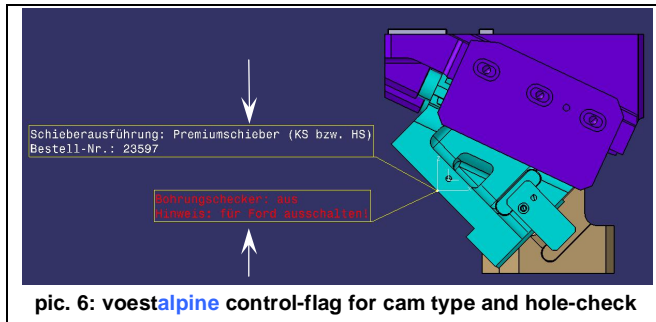 Schieberausführung: Premiumschieber (KS bzw. HS)
Bestell-Nr.: 23597
Bohrungschecker: aus
Hinweis: für Ford ausschalten!
pic. 6: voestalpine control-flag for cam type and hole-check